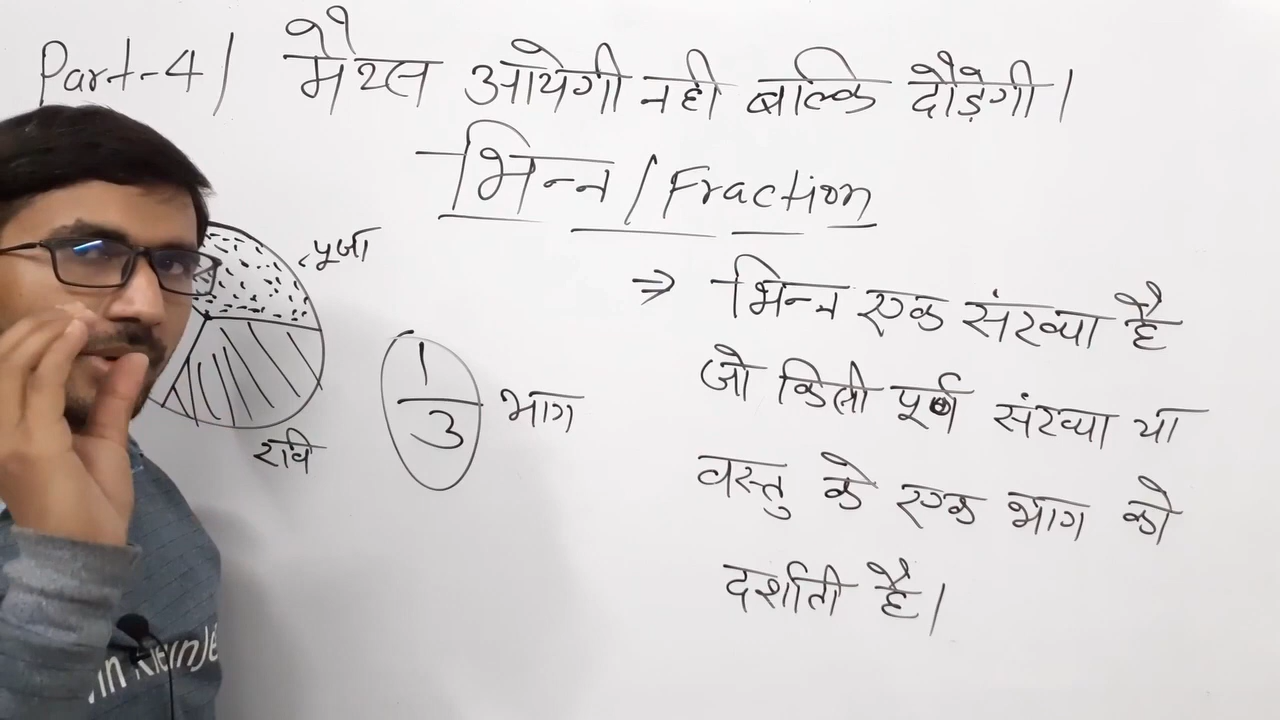 Part-4| मैथ्स आयेगी नही बल्कि दौड़ेगी।
भिन्न / Fraction
पूजा
⇒ भिन्न एक संख्या है
1/3 भाग
जो किसी पूर्ण संख्या या
रवि
वस्तु के एक भाग को
दर्शाती है।